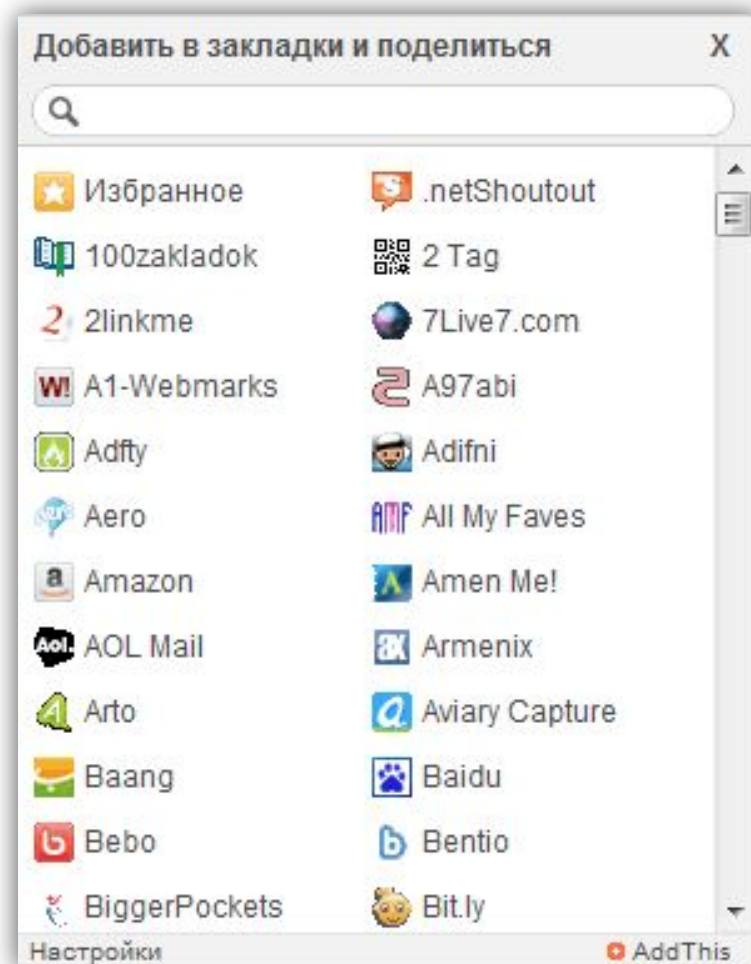 Добавить в закладки и поделиться X
Избранное .netShoutout
100zakladok 2 Tag
2linkme 7Live7.com
A1-Webmarks A97abi
Adfty Adifni
Aero All My Faves
Amazon Amen Me!
AOL Mail Armenix
Arto Aviary Capture
Baang Baidu
Bebo Bentio
BiggerPockets Bit.ly
Настройки AddThis